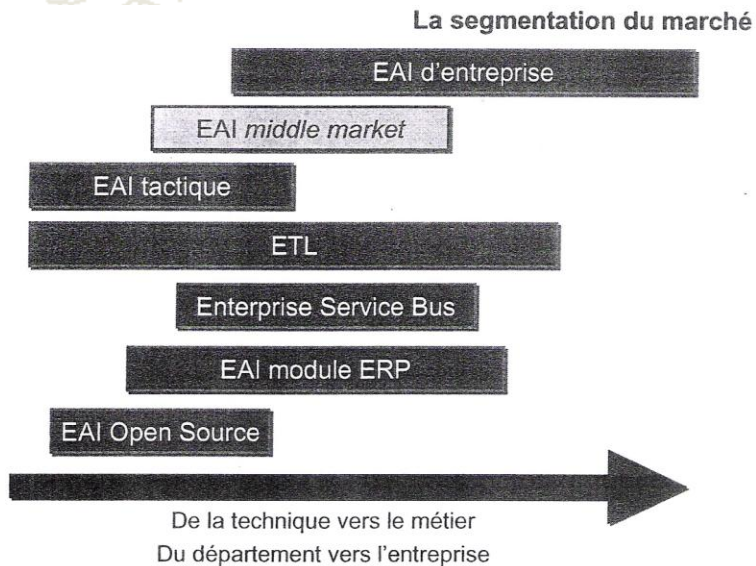 La segmentation du marché
EAI d'entreprise
EAI middle market
EAI tactique
ETL
Enterprise Service Bus
EAI module ERP
EAI Open Source
De la technique vers le métier
Du département vers l'entreprise